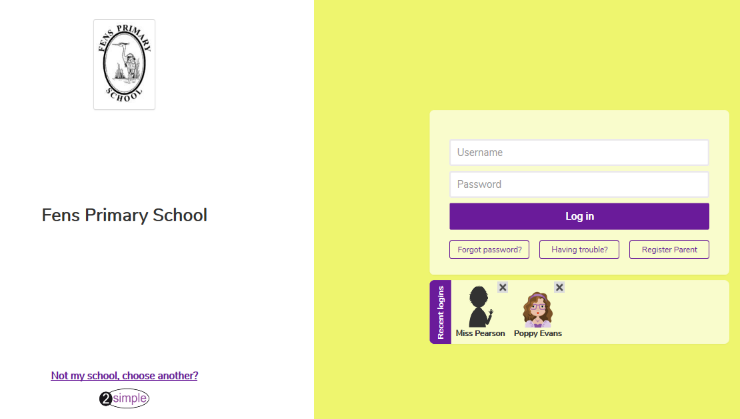 FENS PRIMARY
SCHOOL
Fens Primary School
Not my school, choose another?
2simple
Username
Password
Log in
Forgot password?
Having trouble?
Register Parent
Recent logins
Miss Pearson
Poppy Evans